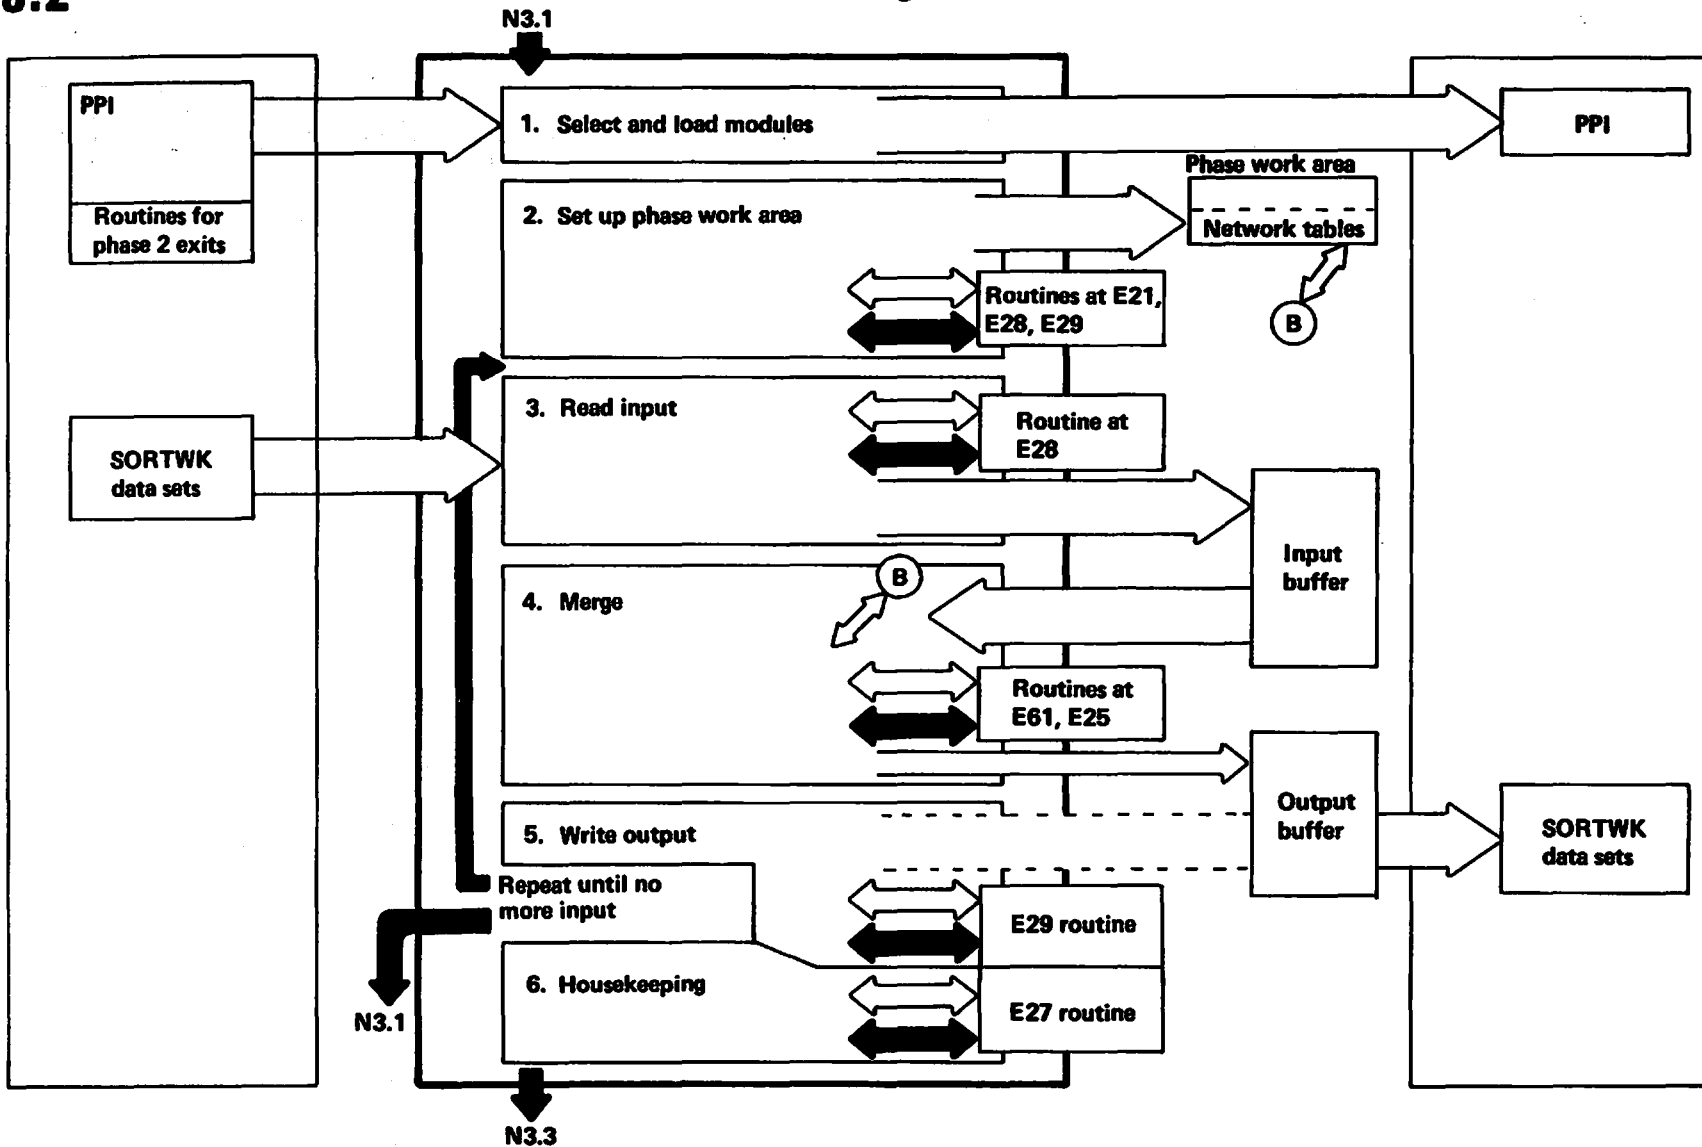 N3.1
PPI
Routines for
phase 2 exits
1. Select and load modules
PPI
Phase work area
Network tables
2. Set up phase work area
Routines at E21,
E28, E29
B
3. Read input
Routine at
E28
SORTWK
data sets
Input
buffer
B
4. Merge
Routines at
E61, E25
5. Write output
Output
buffer
SORTWK
data sets
Repeat until no
more input
E29 routine
6. Housekeeping
E27 routine
N3.1
N3.3